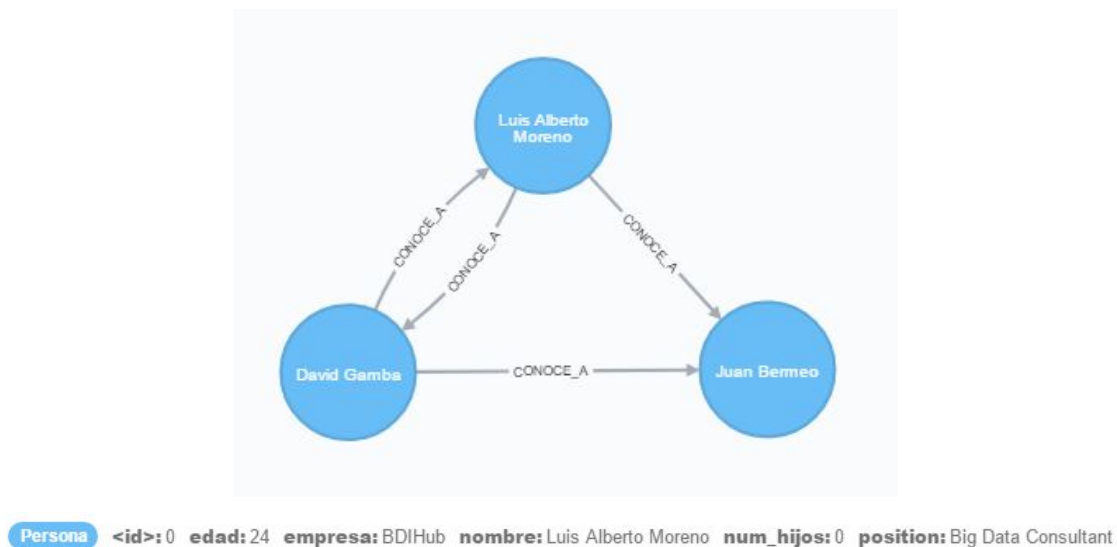 Luis Alberto
Moreno
CONOCE_A
CONOCE_A
CONOCE_A
David Gamba
CONOCE_A
Juan Bermeo
Persona <id>: 0 edad: 24 empresa: BDIHub nombre: Luis Alberto Moreno num_hijos: 0 position: Big Data Consultant